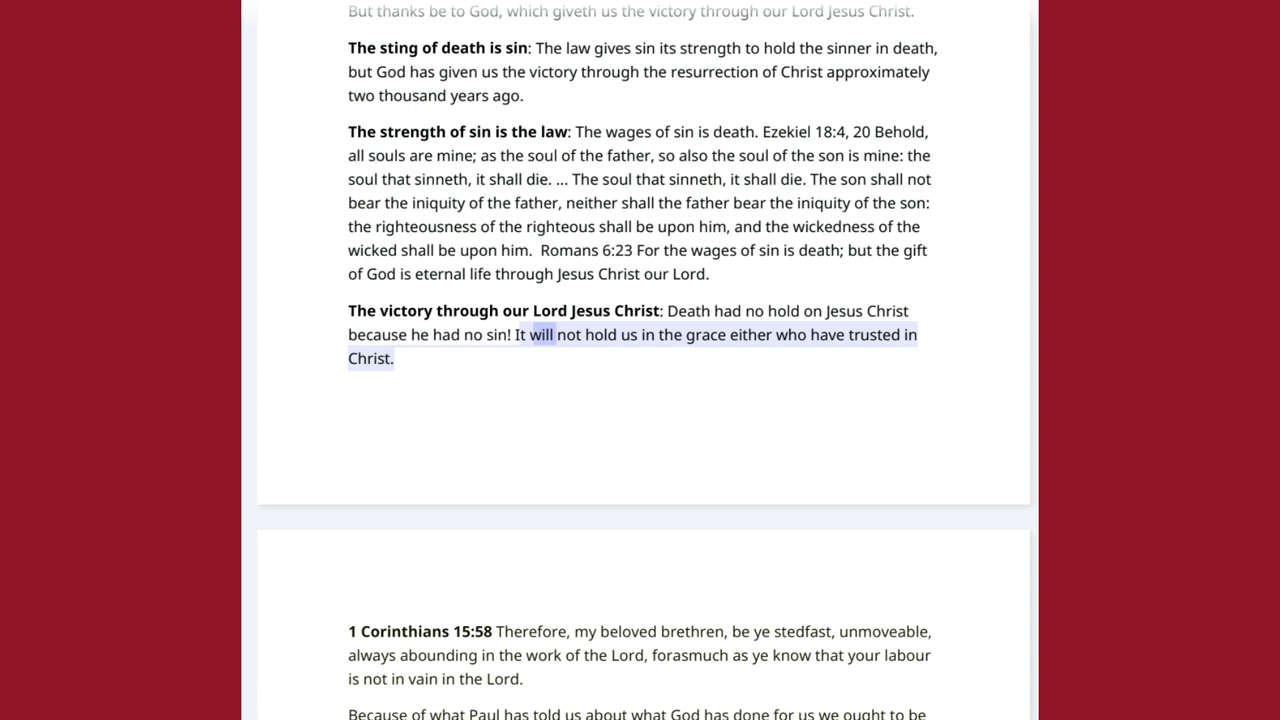 But thanks be to God, which giveth us the victory through our Lord Jesus Christ.
The sting of death is sin: The law gives sin its strength to hold the sinner in death,
but God has given us the victory through the resurrection of Christ approximately
two thousand years ago.
The strength of sin is the law: The wages of sin is death. Ezekiel 18:4, 20 Behold,
all souls are mine; as the soul of the father, so also the soul of the son is mine: the
soul that sinneth, it shall die. ... The soul that sinneth, it shall die. The son shall not
bear the iniquity of the father, neither shall the father bear the iniquity of the son:
the righteousness of the righteous shall be upon him, and the wickedness of the
wicked shall be upon him.  Romans 6:23 For the wages of sin is death; but the gift
of God is eternal life through Jesus Christ our Lord.
The victory through our Lord Jesus Christ: Death had no hold on Jesus Christ
because he had no sin! It will not hold us in the grace either who have trusted in
Christ.
1 Corinthians 15:58 Therefore, my beloved brethren, be ye stedfast, unmoveable,
always abounding in the work of the Lord, forasmuch as ye know that your labour
is not in vain in the Lord.
Because of what Paul has told us about what God has done for us we ought to be